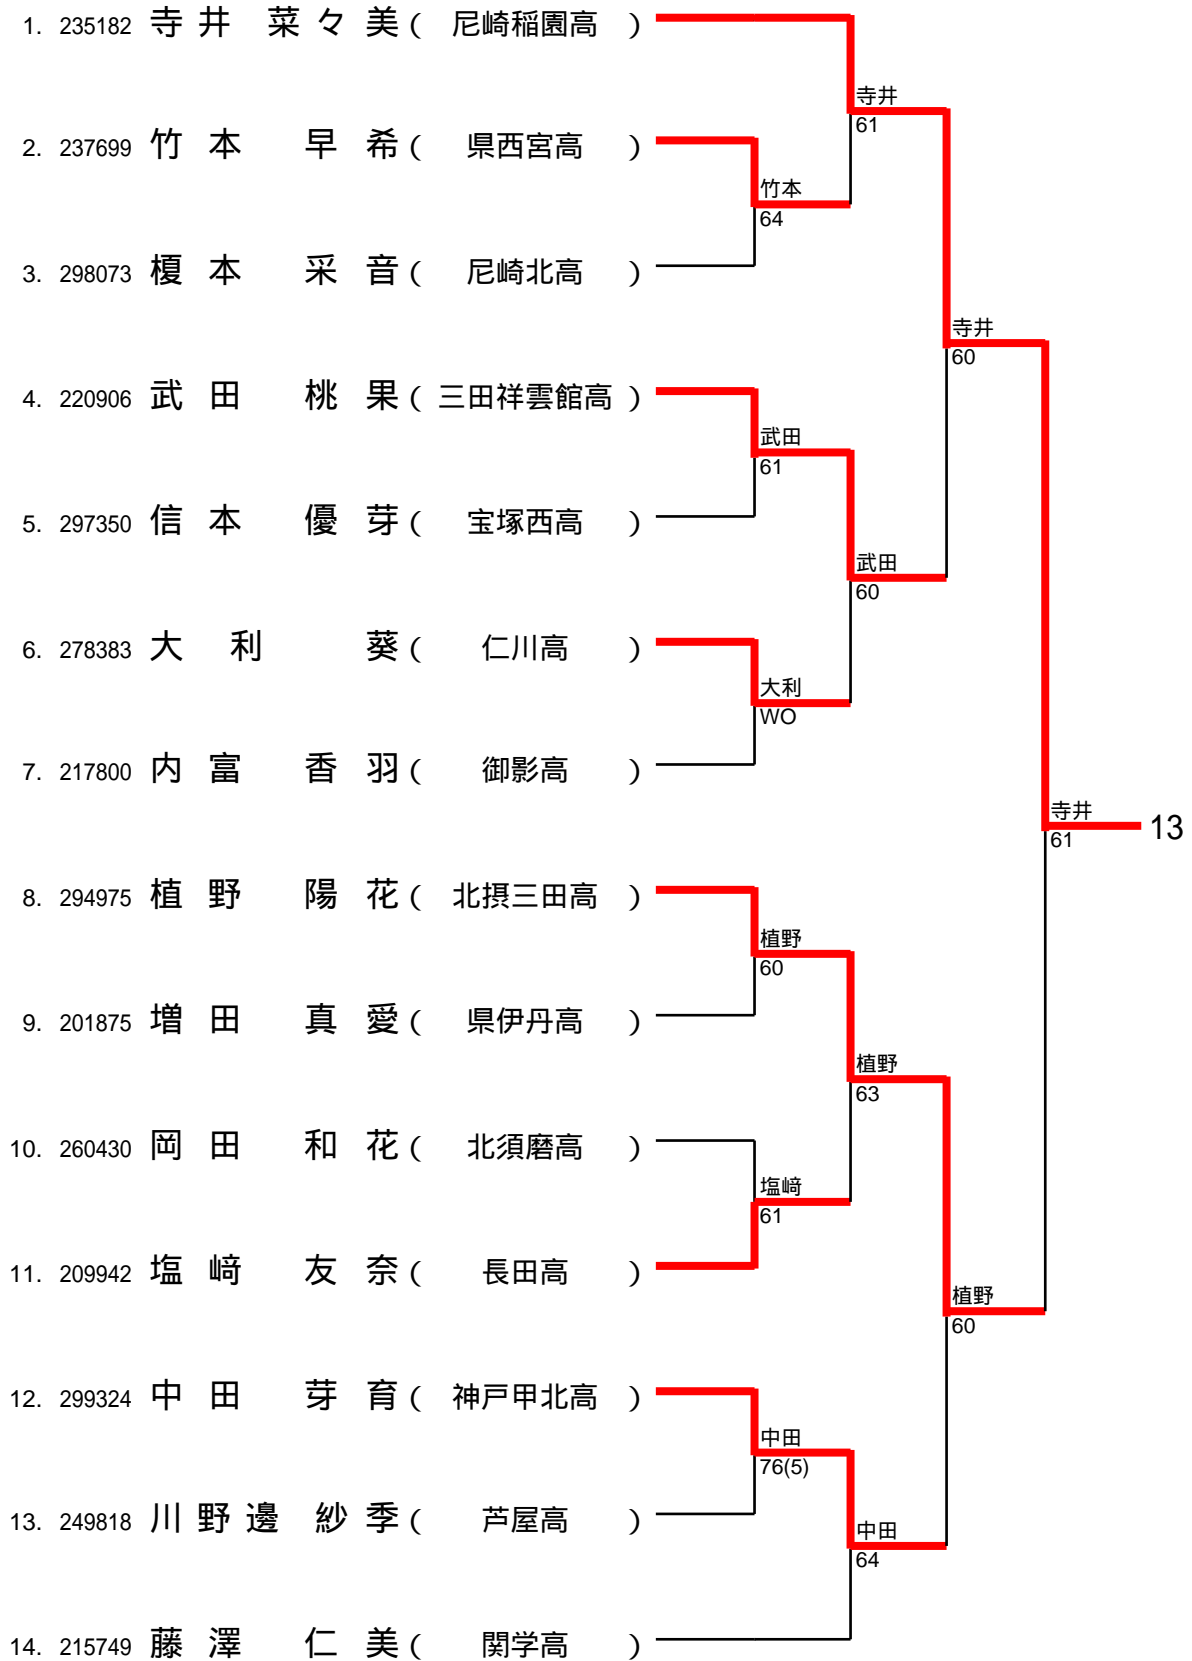 1. 235182 寺井 菜々美 ( 尼崎稲園高 )
寺井
61
2. 237699 竹本 早希 ( 県西宮高 )
竹本
64
3. 298073 榎本 采音 ( 尼崎北高 )
寺井
60
4. 220906 武田 桃果 ( 三田祥雲館高 )
武田
61
5. 297350 信本 優芽 ( 宝塚西高 )
武田
60
6. 278383 大利 葵 ( 仁川高 )
大利
WO
7. 217800 内富 香羽 ( 御影高 )
寺井
61
13
8. 294975 植野 陽花 ( 北摂三田高 )
植野
60
9. 201875 増田 真愛 ( 県伊丹高 )
植野
63
10. 260430 岡田 和花 ( 北須磨高 )
塩﨑
61
11. 209942 塩﨑 友奈 ( 長田高 )
植野
60
12. 299324 中田 芽育 ( 神戸甲北高 )
中田
76(5)
13. 249818 川野邊 紗季 ( 芦屋高 )
中田
64
14. 215749 藤澤 仁美 ( 関学高 )